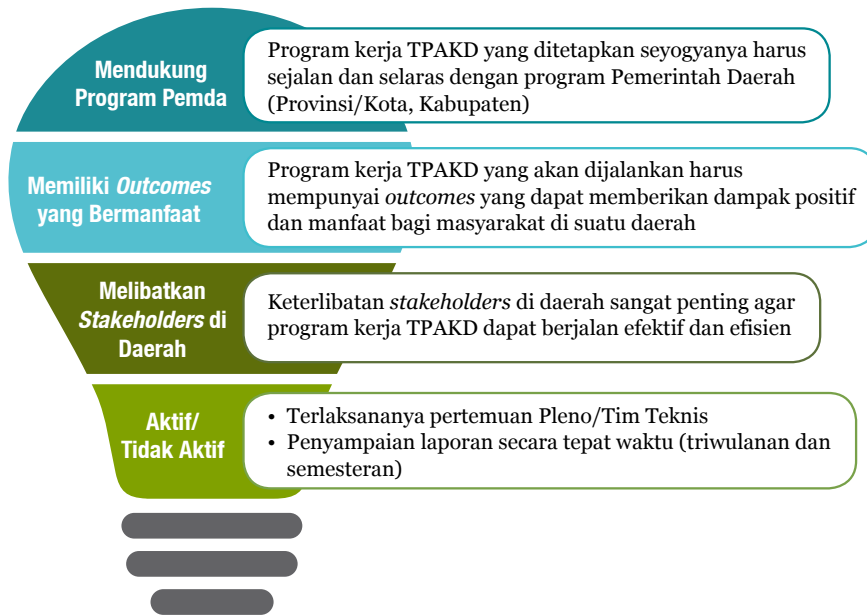 Mendukung
Program Pemda
Program kerja TPAKD yang ditetapkan seyogyanya harus
sejalan dan selaras dengan program Pemerintah Daerah
(Provinsi/Kota, Kabupaten)
Memiliki Outcomes
yang Bermanfaat
Program kerja TPAKD yang akan dijalankan harus
mempunyai outcomes yang dapat memberikan dampak positif
dan manfaat bagi masyarakat di suatu daerah
Melibatkan
Stakeholders di
Daerah
Keterlibatan stakeholders di daerah sangat penting agar
program kerja TPAKD dapat berjalan efektif dan efisien
Aktif/
Tidak Aktif
• Terlaksananya pertemuan Pleno/Tim Teknis
• Penyampaian laporan secara tepat waktu (triwulanan dan
semesteran)